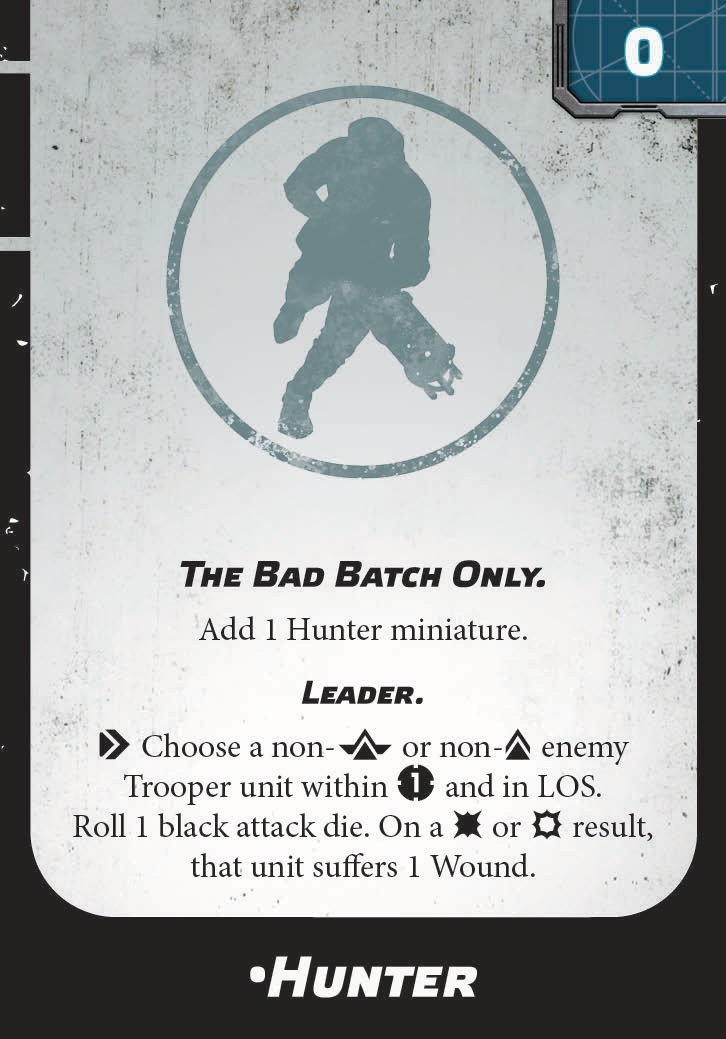 0
THE BAD BATCH ONLY.
Add 1 Hunter miniature.
LEADER.
Choose a non- or non- enemy
Trooper unit within 1 and in LOS.
Roll 1 black attack die. On a or result,
that unit suffers 1 Wound.
•HUNTER